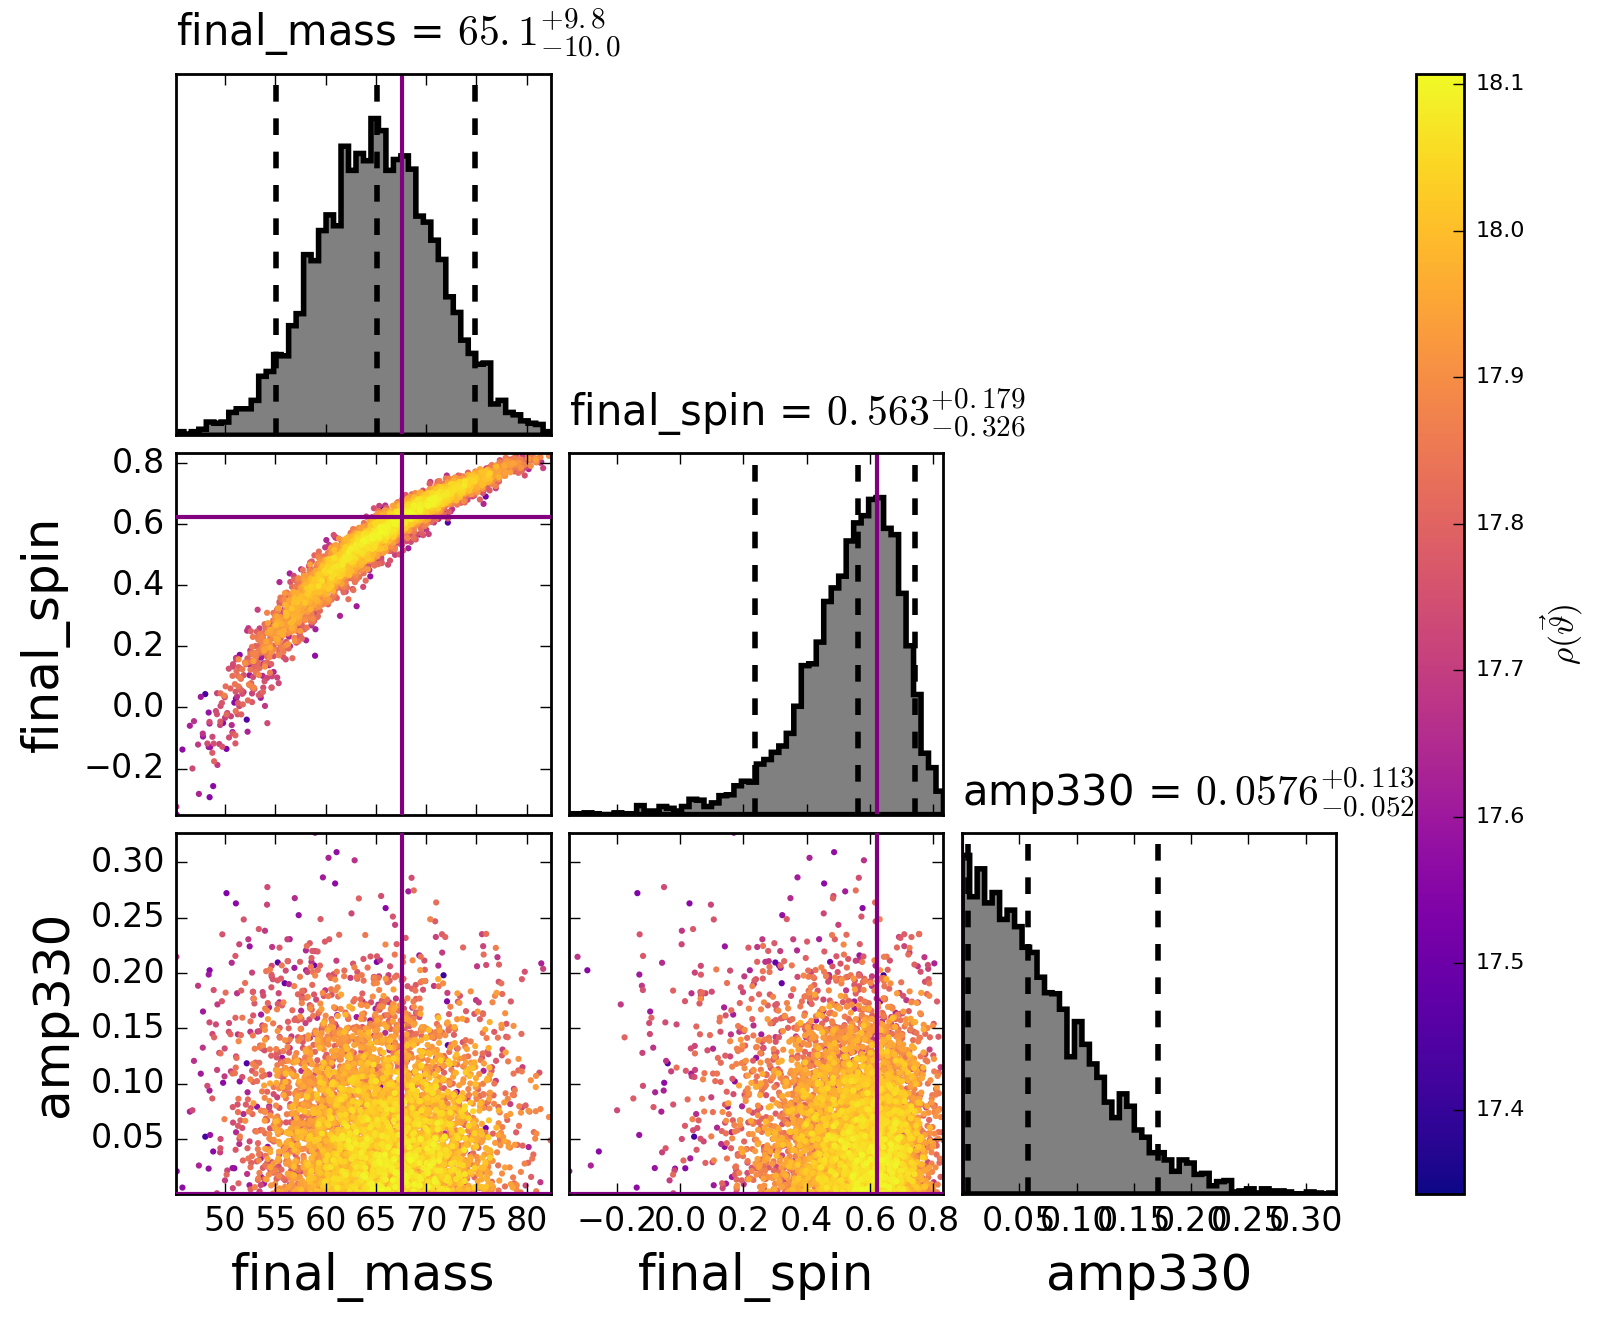 final_mass = 65.1 +9.8 −10.0
18.1
18.0
17.9
final_spin = 0.563 +0.179 −0.326
final_spin
0.8
0.6
0.4
0.2
0.0
−0.2
17.8
17.7
ρ(ϑ⃗)
amp330 = 0.0576 +0.113 −0.052
17.6
17.5
17.4
amp330
0.30
0.25
0.20
0.15
0.10
0.05
50 55 60 65 70 75 80
−0.2 0.0 0.2 0.4 0.6 0.8
0.05 0.10 0.15 0.20 0.25 0.30
final_mass
final_spin
amp330